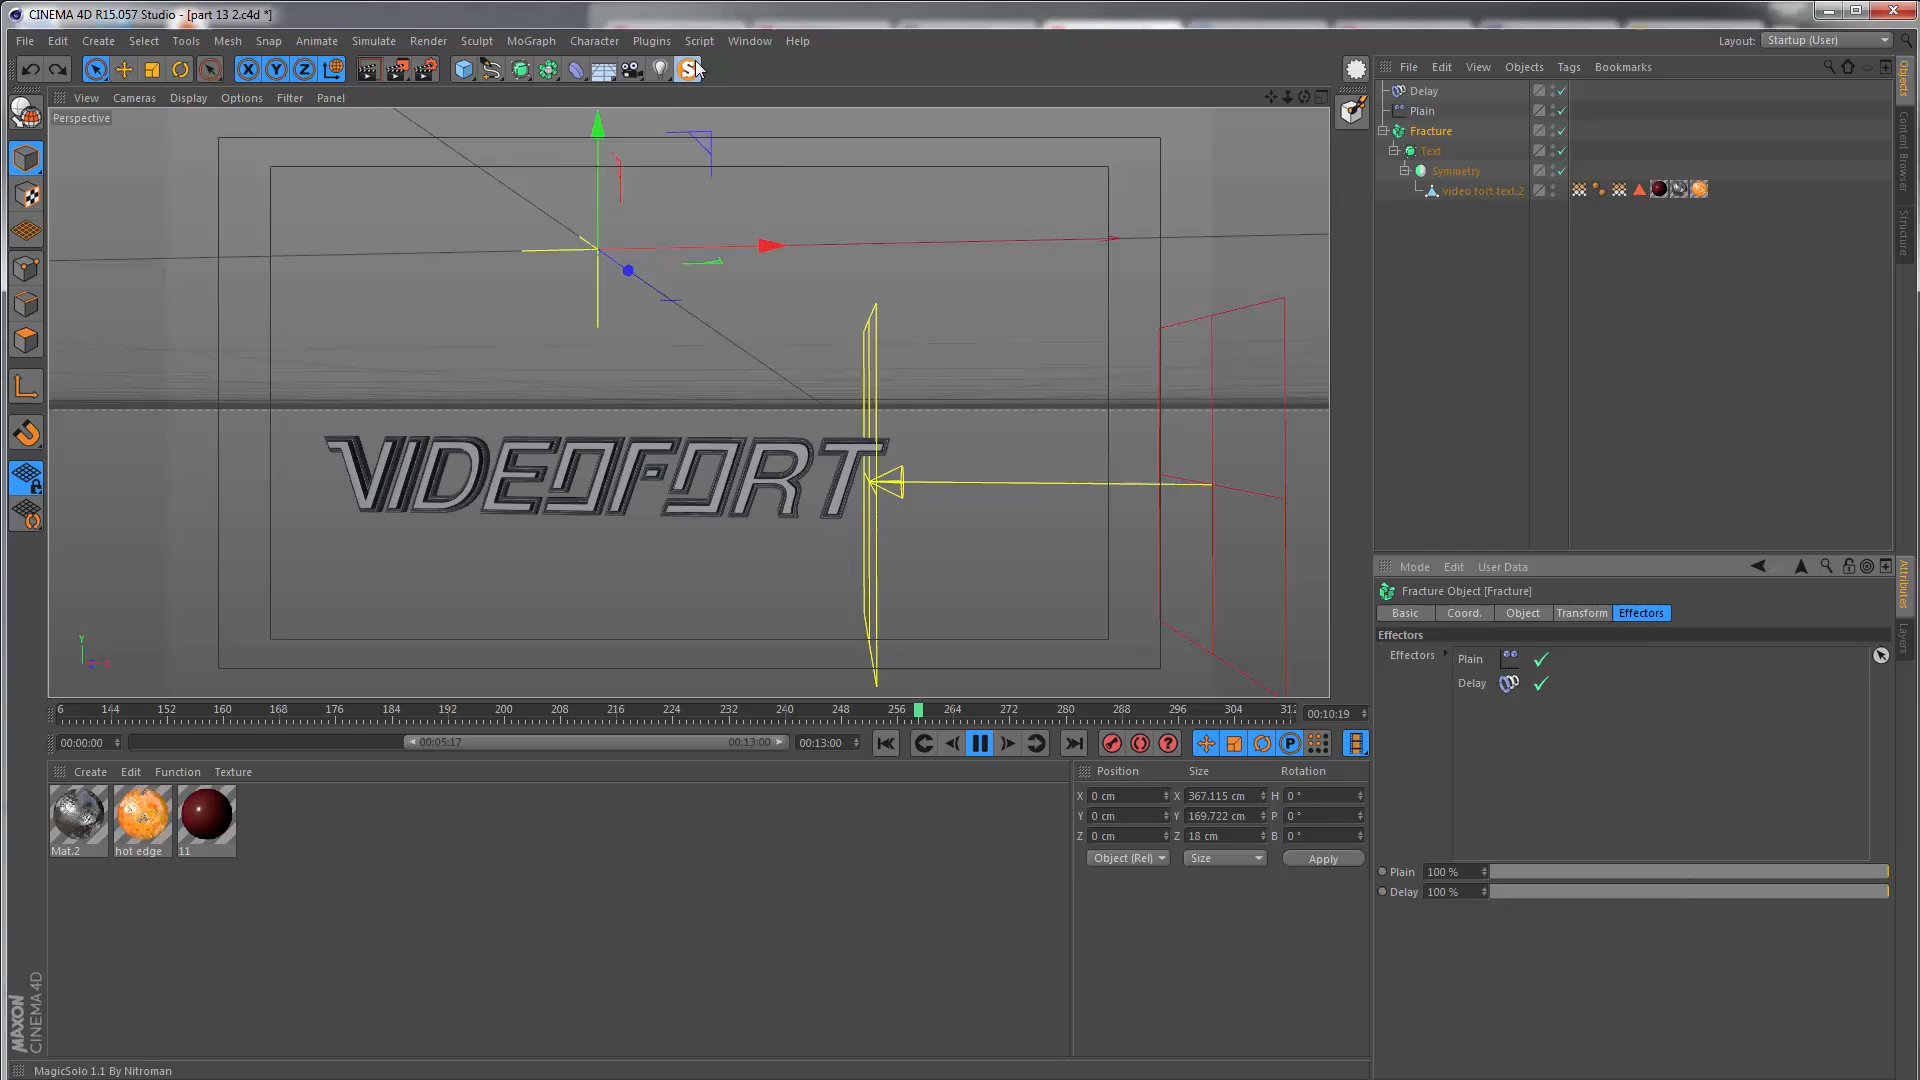 CINEMA 4D R15.057 Studio - [part 13 2.c4d *]
File Edit Create Select Tools Mesh Snap Animate Simulate Render Sculpt MoGraph Character Plugins Script Window Help
Layout: Startup (User)
X Y Z
File Edit View Objects Tags Bookmarks
View Cameras Display Options Filter Panel
Perspective
Delay
Plain
Fracture
Text
Symmetry
video fort text.2
Objects
Content Browser
Structure
VIDEOFORT
Y
Z X
Mode Edit User Data
Fracture Object [Fracture]
Basic Coord. Object Transform Effectors
Effectors
Effectors Plain
Delay
Plain 100 %
Delay 100 %
Attributes
Layers
6 144 152 160 168 176 184 192 200 208 216 224 232 240 248 256 264 272 280 288 296 304 312
00:10:19
00:00:00 00:05:17 00:13:00 00:13:00
P
Create Edit Function Texture
Mat.2 hot edge 11
Position Size Rotation
X 0 cm X 367.115 cm H 0 °
Y 0 cm Y 169.722 cm P 0 °
Z 0 cm Z 18 cm B 0 °
Object (Rel) Size Apply
MAXON
CINEMA 4D
MagicSolo 1.1 By Nitroman